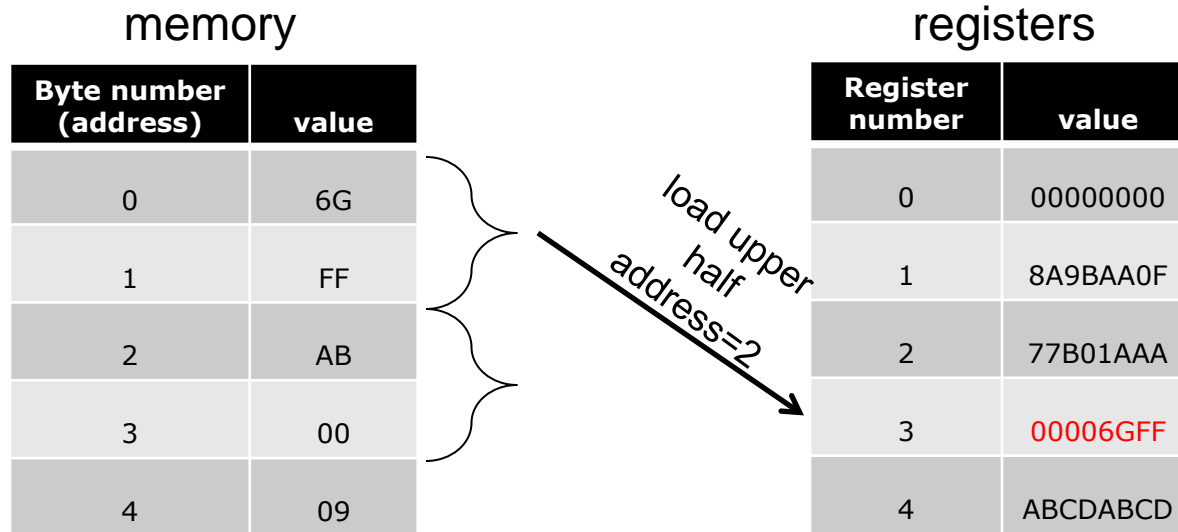 memory
registers
Byte number (address) value
0 6G
1 FF
2 AB
3 00
4 09
load upper
half
address=2
Register number value
0 00000000
1 8A9BAA0F
2 77B01AAA
3 00006GFF
4 ABCDABCD